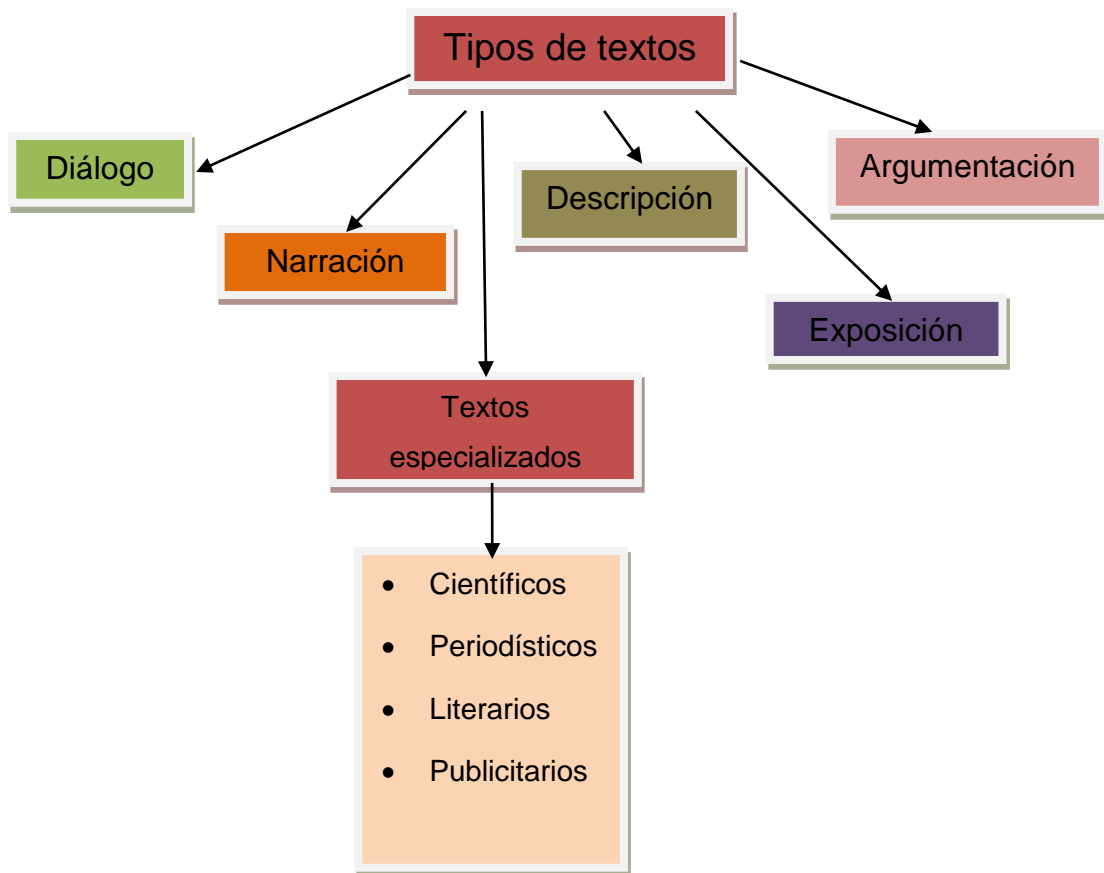 Tipos de textos
Diálogo
Narración
Descripción
Argumentación
Exposición
Textos
especializados
• Científicos
• Periodísticos
• Literarios
• Publicitarios